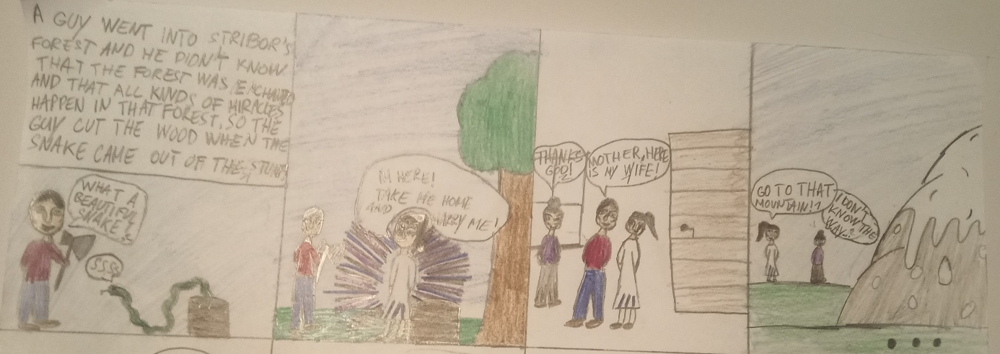 A GUY WENT INTO STRIBOR'S
FOREST AND HE DIDN'T KNOW
THAT THE FOREST WAS ENCHANTED
AND THAT ALL KINDS OF MIRACLES
HAPPEN IN THAT FOREST. SO THE
GUY CUT THE WOOD WHEN THE
SNAKE CAME OUT OF THE STUMP!
WHAT A
BEAUTIFUL
SNAKE!
SSSS
IM HERE!
TAKE ME HOME
AND MARRY ME!
THANKS
GOD!
MOTHER, HERE
IS MY WIFE!
GO TO THAT
MOUNTAIN!
I DON'T
KNOW THE
WAY..
...